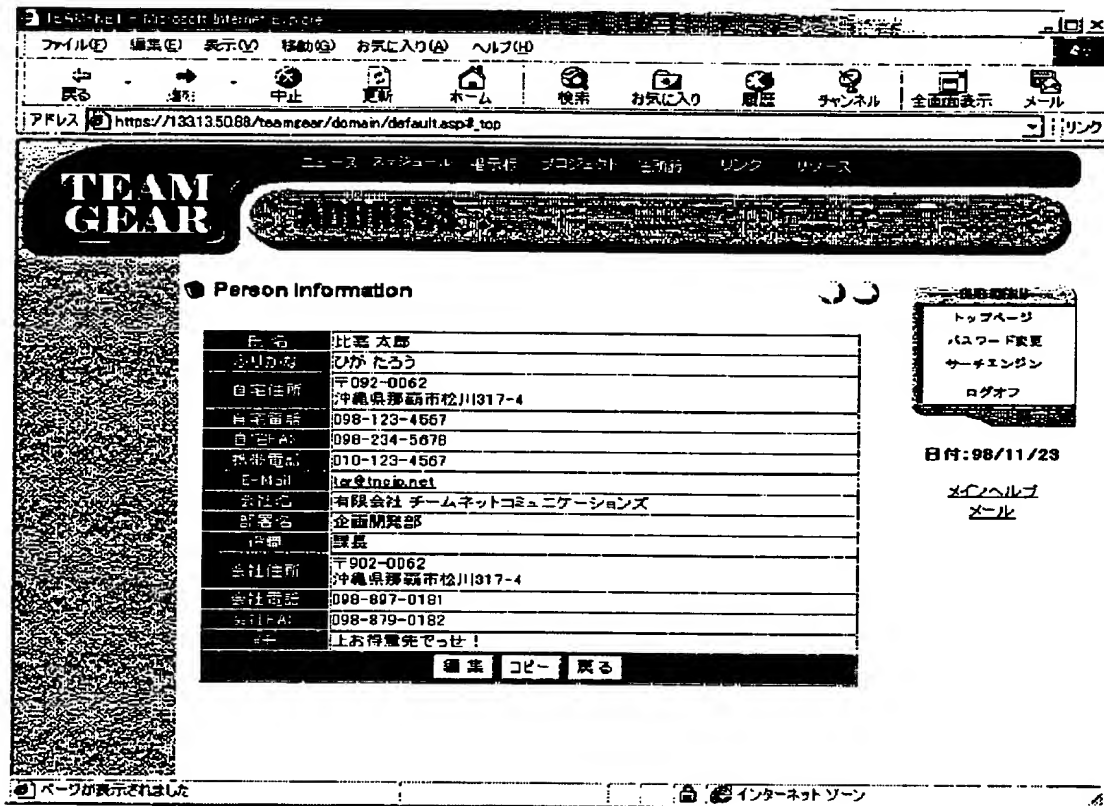 TEAM-NET - Microsoft Internet Explorer
ファイル(F) 編集(E) 表示(V) 移動(G) お気に入り(A) ヘルプ(H)
戻る 進む 中止 更新 ホーム 検索 お気に入り 履歴 チャンネル 全画面表示 メール
アドレス https://133.13.50.88/teamgear/domain/default.asp#_top リンク
ニュース スケジュール 掲示板 プロジェクト 住所録 リンク リソース
TEAM
GEAR
ADDRESS
Person Information
氏名 比嘉 太郎
ふりがな ひが たろう
自宅住所 〒092-0062
沖縄県那覇市松川317-4
自宅電話 098-123-4567
自宅FAX 098-234-5678
携帯電話 010-123-4567
E-Mail
会社名 有限会社 チームネットコミュニケーションズ
部署名 企画開発部
役職 課長
会社住所 〒902-0062
沖縄県那覇市松川317-4
会社電話 098-897-0181
会社FAX 098-879-0182
上お得意先でっせ!
編集 コピー 戻る
トップページ
パスワード変更
サーチエンジン
ログオフ
日付:98/11/23
メインヘルプ
メール
ページが表示されました インターネット ゾーン